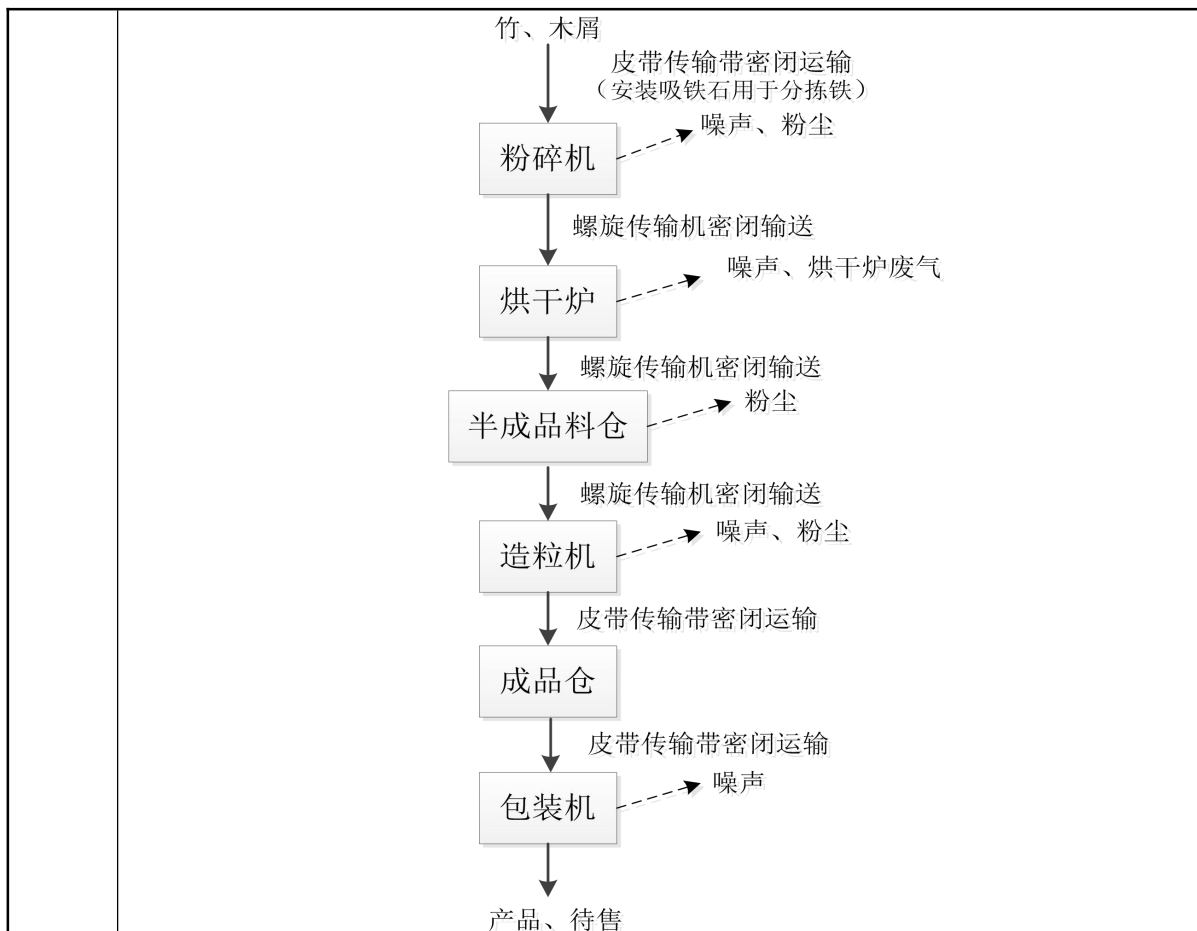 竹、木屑
皮带传输带密闭运输
（安装吸铁石用于分拣铁）
噪声、粉尘
粉碎机
螺旋传输机密闭输送
噪声、烘干炉废气
烘干炉
螺旋传输机密闭输送
粉尘
半成品料仓
螺旋传输机密闭输送
噪声、粉尘
造粒机
皮带传输带密闭运输
成品仓
皮带传输带密闭运输
噪声
包装机
产品、待售